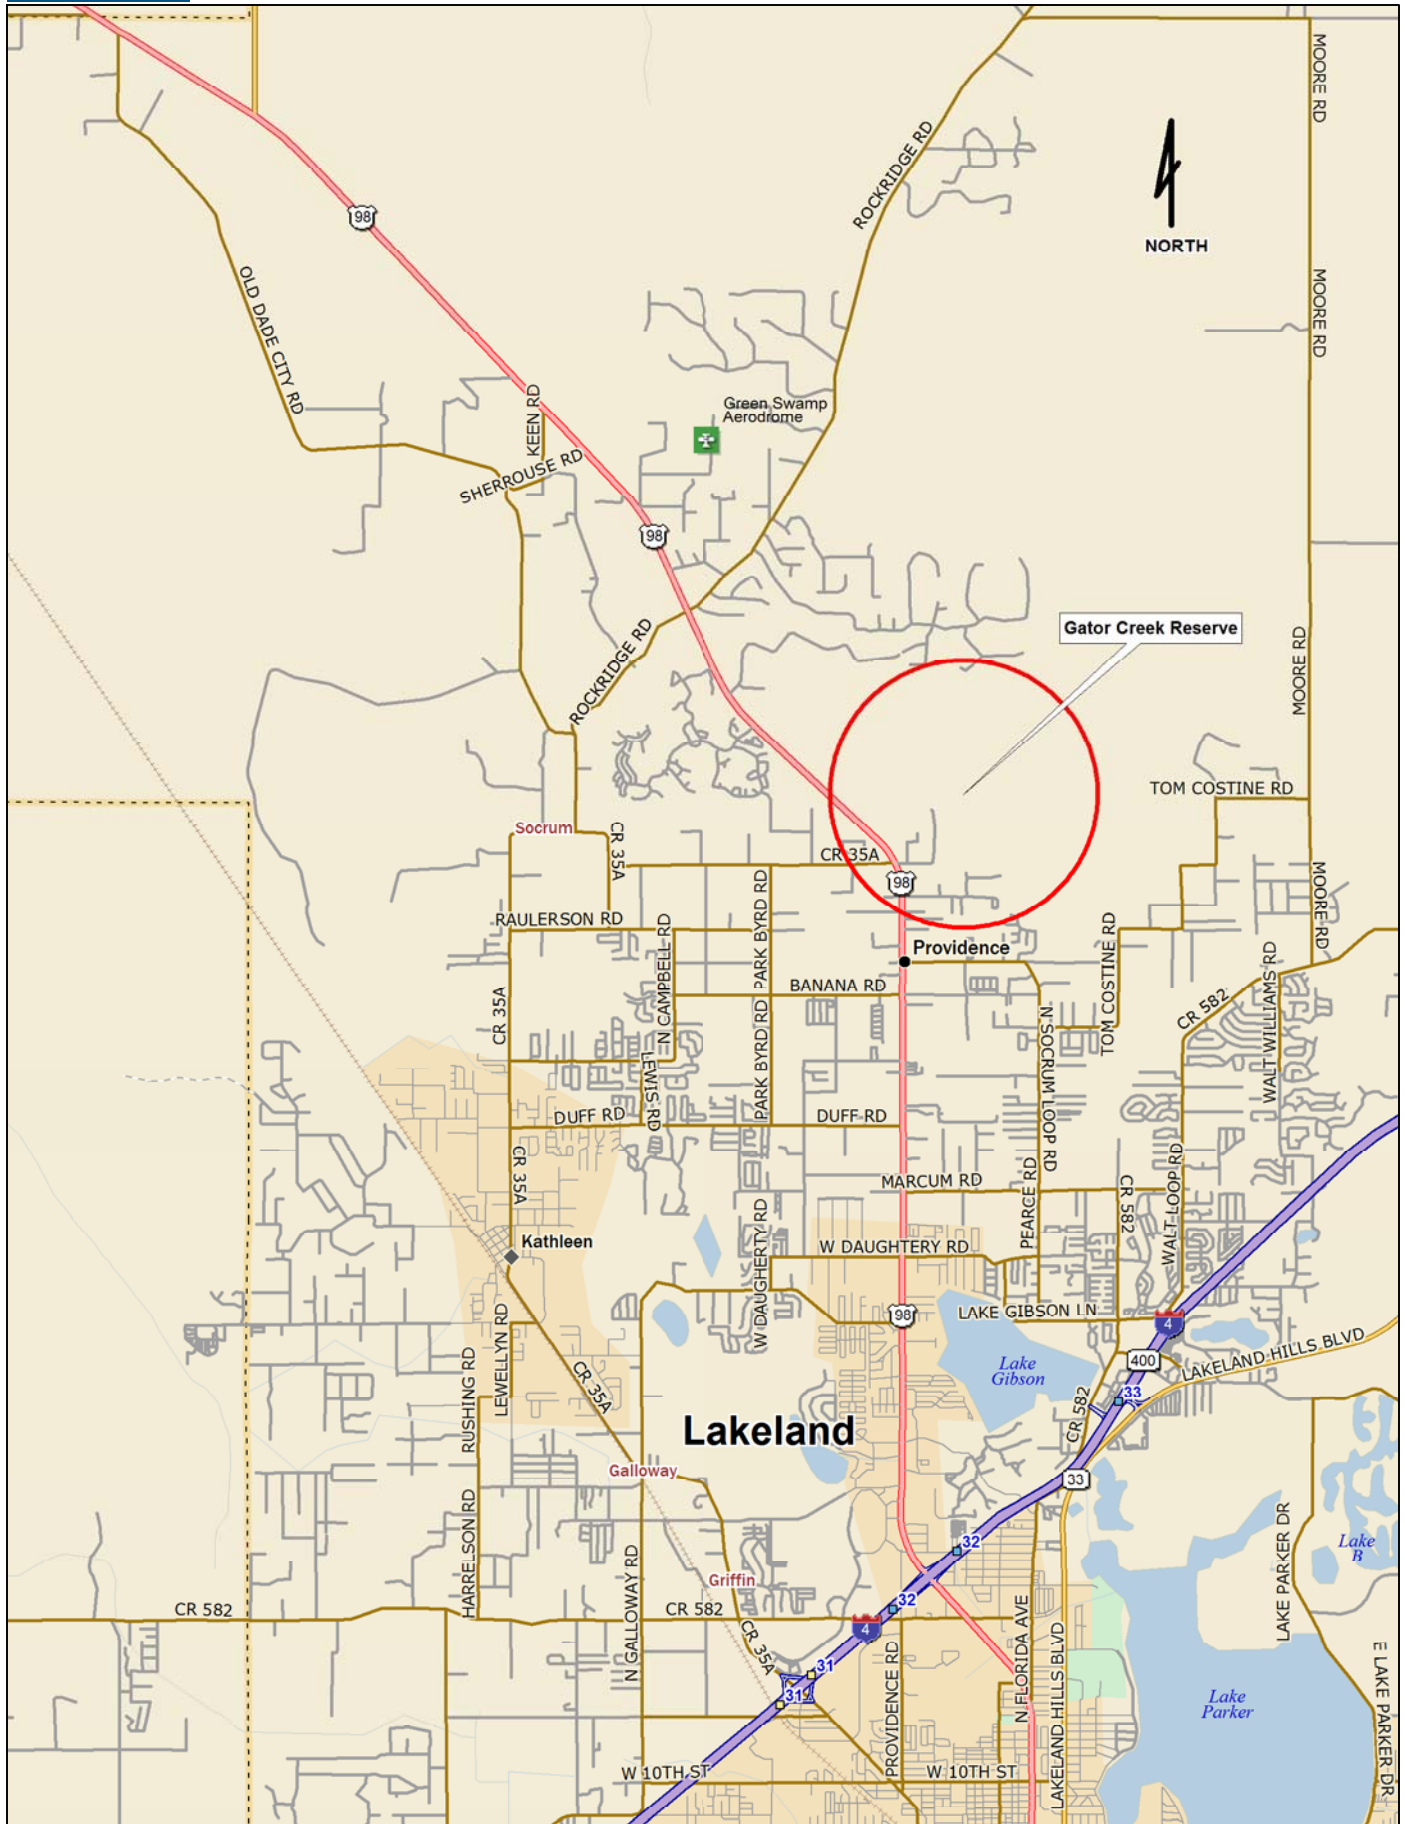 MOORE RD
ROCKRIDGE RD
98
NORTH
OLD DADE CITY RD
MOORE RD
KEEN RD
Green Swamp
Aerodrome
SHERROUSE RD
98
Gator Creek Reserve
ROCKRIDGE RD
MOORE RD
TOM COSTINE RD
Socrum
CR 35A
CR 35A
98
MOORE RD
RAULERSON RD
N CAMPBELL RD
PARK BYRD RD
Providence
TOM COSTINE RD
WALT WILLIAMS RD
BANANA RD
CR 582
CR 35A
PARK BYRD RD
N SOCRUM LOOP RD
LEWIS RD
DUFF RD
DUFF RD
CR 35A
MARCUM RD
PEARCE RD
CR 582
WALT LOOP RD
Kathleen
W DAUGHERTY RD
W DAUGHTERY RD
98
LAKE GIBSON LN
4
LEWELLYN RD
RUSHING RD
CR 35A
Lake
Gibson
400
LAKELAND HILLS BLVD
33
CR 582
Lakeland
Galloway
33
HARRELSON RD
32
LAKE PARKER DR
Lake
B
N GALLOWAY RD
Griffin
CR 582
CR 582
32
4
CR 35A
31
31
PROVIDENCE RD
N FLORIDA AVE
LAKELAND HILLS BLVD
Lake
Parker
E LAKE PARKER DR
W 10TH ST
W 10TH ST